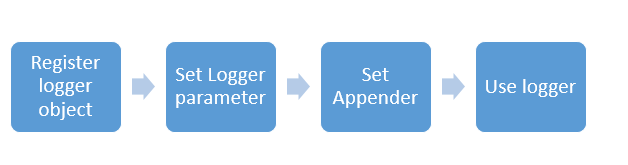 Register
logger
object
Set Logger
parameter
Set
Appender
Use logger